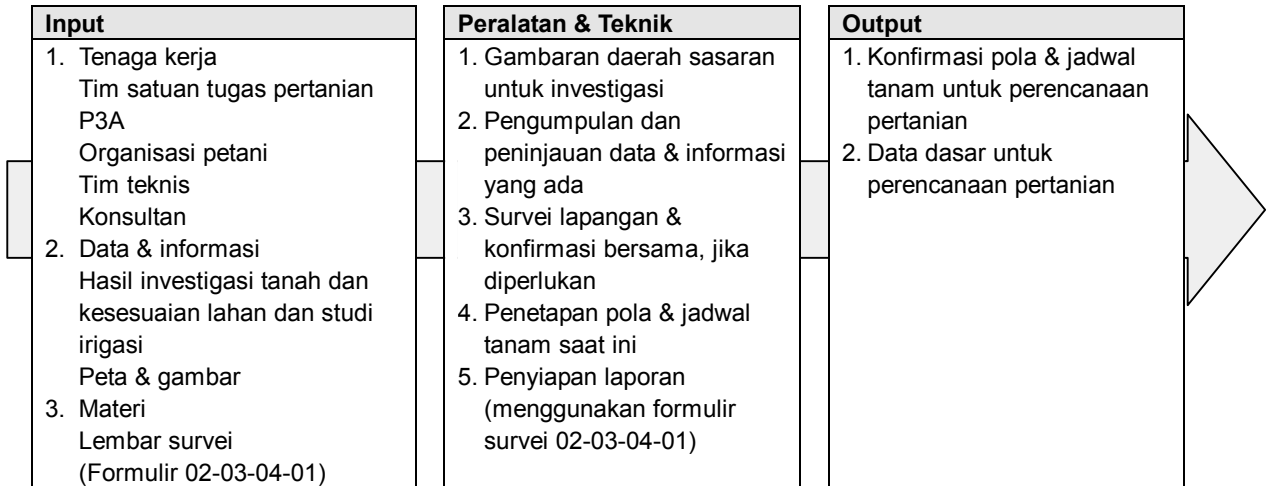 Input
1. Tenaga kerja
Tim satuan tugas pertanian
P3A
Organisasi petani
Tim teknis
Konsultan
2. Data & informasi
Hasil investigasi tanah dan
kesesuaian lahan dan studi
irigasi
Peta & gambar
3. Materi
Lembar survei
(Formulir 02-03-04-01)
Peralatan & Teknik
1. Gambaran daerah sasaran
untuk investigasi
2. Pengumpulan dan
peninjauan data & informasi
yang ada
3. Survei lapangan &
konfirmasi bersama, jika
diperlukan
4. Penetapan pola & jadwal
tanam saat ini
5. Penyiapan laporan
(menggunakan formulir
survei 02-03-04-01)
Output
1. Konfirmasi pola & jadwal
tanam untuk perencanaan
pertanian
2. Data dasar untuk
perencanaan pertanian